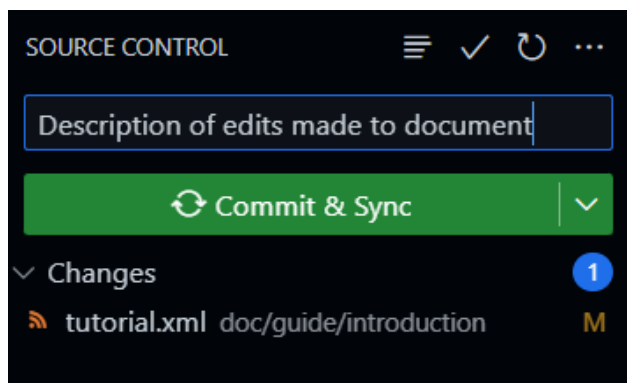 SOURCE CONTROL
Description of edits made to document
Commit & Sync
Changes 1
tutorial.xml doc/guide/introduction M